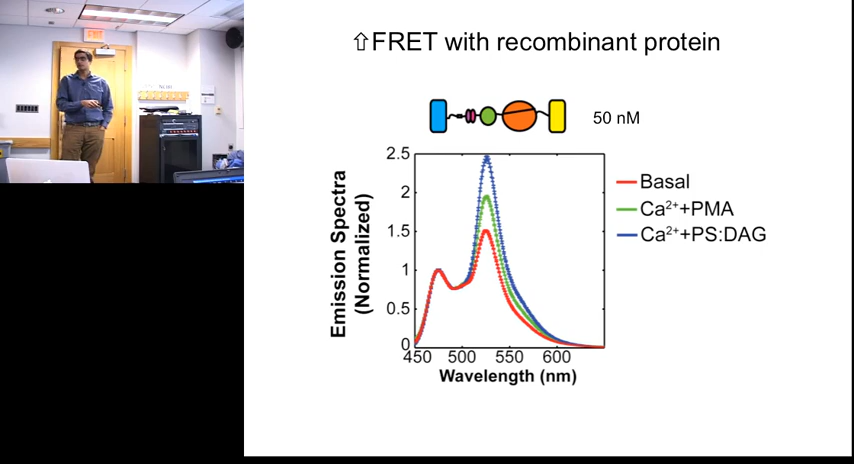 ⇧FRET with recombinant protein
50 nM
Emission Spectra
(Normalized)
2.5
2
1.5
1
0.5
0
450 500 550 600
Wavelength (nm)
Basal
Ca²⁺+PMA
Ca²⁺+PS:DAG